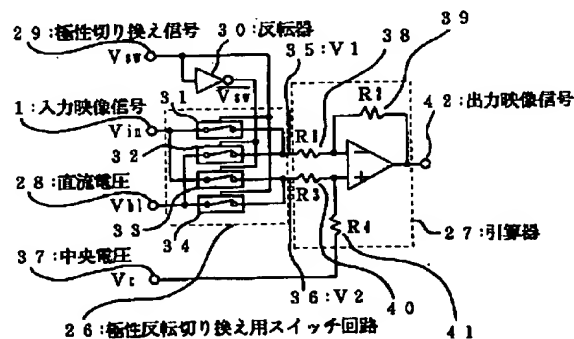 29:極性切り換え信号
30:反転器
39
38
35:V1
Vsw
Vsw
42:出力映像信号
1:入力映像信号
31
R2
Vin
R1
32
28:直流電圧
R3
Vbl
33
34
R4
27:引算器
37:中央電圧
Vc
36:V2
40
26:極性反転切り換え用スイッチ回路
41